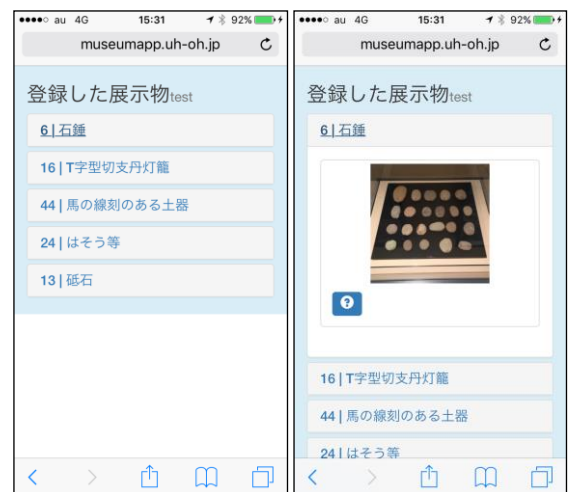 au 4G 15:31 92%
museumapp.uh-oh.jp
登録した展示物test
6 | 石錘
16 | T字型切支丹灯籠
44 | 馬の線刻のある土器
24 | はそう等
13 | 砥石
au 4G 15:31 92%
museumapp.uh-oh.jp
登録した展示物test
6 | 石錘
?
16 | T字型切支丹灯籠
44 | 馬の線刻のある土器
24 | はそう等